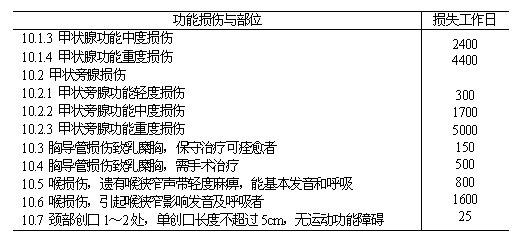 功能损伤与部位 损失工作日
10.1.3 甲状腺功能中度损伤 2400
10.1.4 甲状腺功能重度损伤 4400
10.2 甲状旁腺损伤
10.2.1 甲状旁腺功能轻度损伤 300
10.2.2 甲状旁腺功能中度损伤 1700
10.2.3 甲状旁腺功能重度损伤 5000
10.3 胸导管损伤致乳糜胸，保守治疗可痊愈者 150
10.4 胸导管损伤致乳糜胸，需手术治疗 500
10.5 喉损伤，遗有喉狭窄声带轻度麻痹，能基本发音和呼吸 800
10.6 喉损伤，引起喉狭窄影响发音及呼吸者 1600
10.7 颈部创口 1～2 处，单创口长度不超过 5cm，无运动功能障碍 25